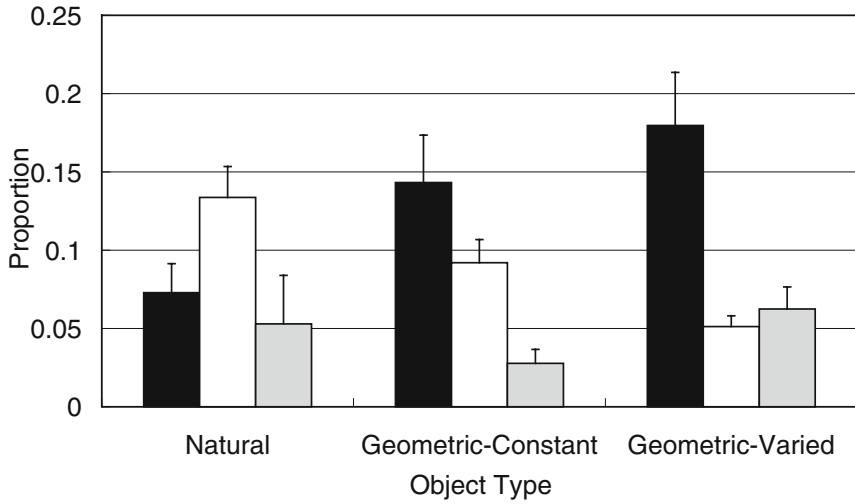 0.25
0.2
0.15
0.1
0.05
0
Proportion
Natural
Geometric-Constant
Geometric-Varied
Object Type